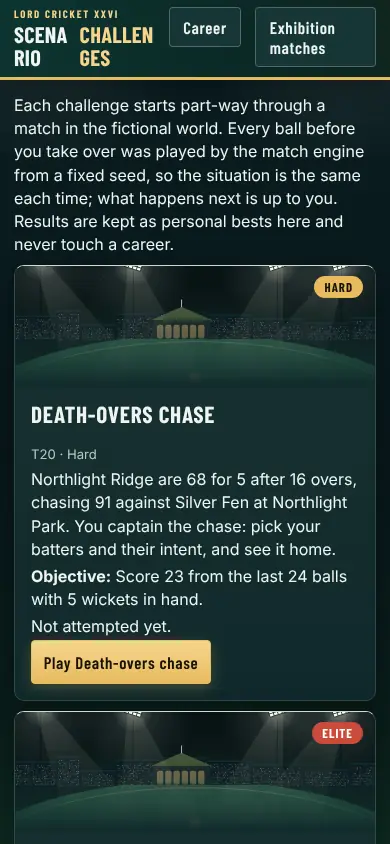 LORD CRICKET XXVI
SCENA CHALLEN
RIO GES
Career
Exhibition
matches
Each challenge starts part-way through a
match in the fictional world. Every ball before
you take over was played by the match engine
from a fixed seed, so the situation is the same
each time; what happens next is up to you.
Results are kept as personal bests here and
never touch a career.
HARD
DEATH-OVERS CHASE
T20 · Hard
Northlight Ridge are 68 for 5 after 16 overs,
chasing 91 against Silver Fen at Northlight
Park. You captain the chase: pick your
batters and their intent, and see it home.
Objective: Score 23 from the last 24 balls
with 5 wickets in hand.
Not attempted yet.
Play Death-overs chase
ELITE